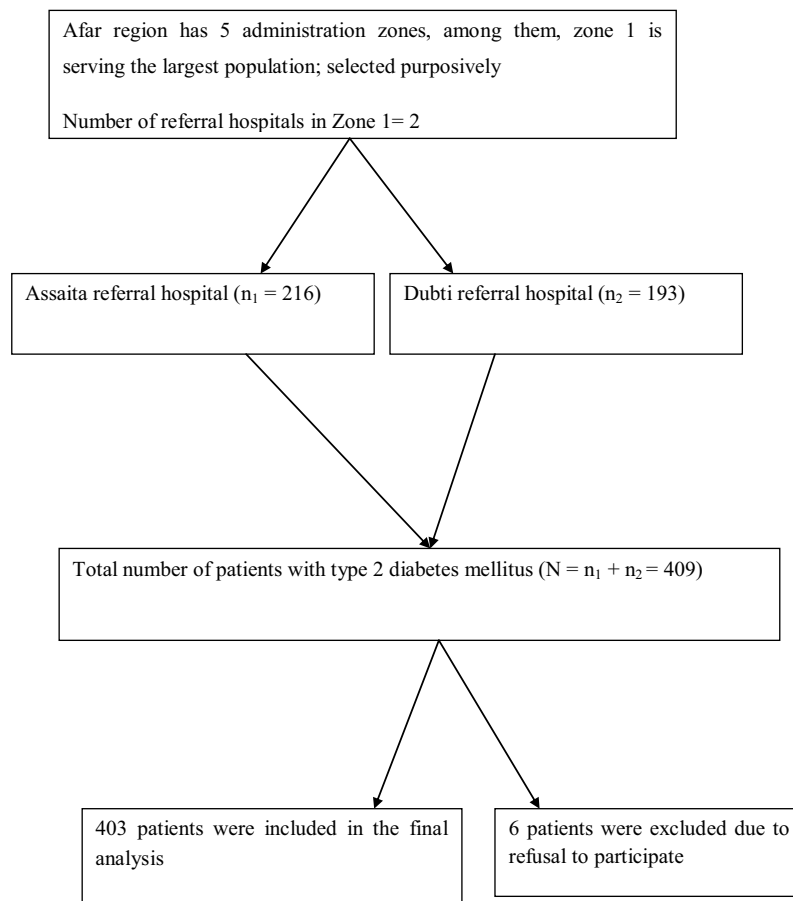 Afar region has 5 administration zones, among them, zone 1 is
serving the largest population; selected purposively
Number of referral hospitals in Zone 1= 2
Assaita referral hospital (n₁ = 216)
Dubti referral hospital (n₂ = 193)
Total number of patients with type 2 diabetes mellitus (N = n₁ + n₂ = 409)
403 patients were included in the final
analysis
6 patients were excluded due to
refusal to participate